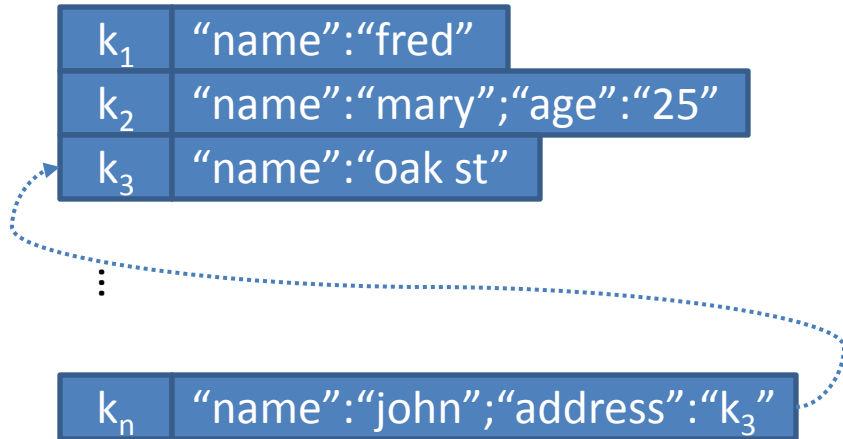 k₁ “name”:“fred”
k₂ “name”:“mary”;“age”:“25”
k₃ “name”:“oak st”
⋮
kₙ “name”:“john”;“address”:“k₃”